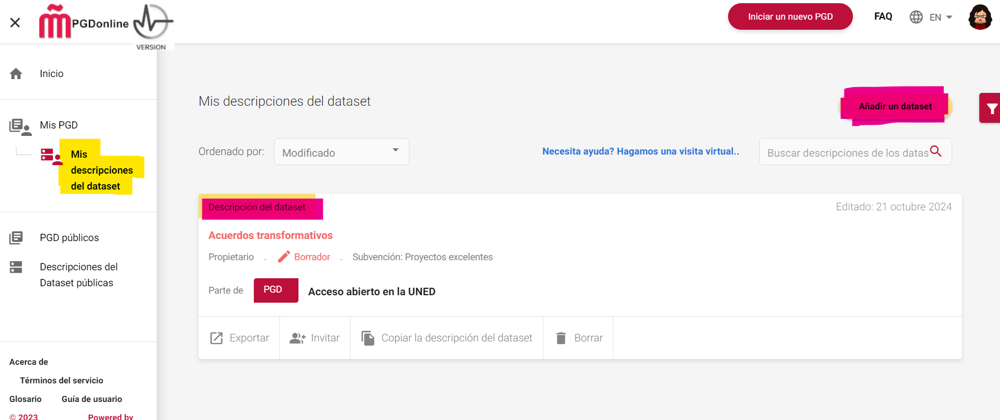 PGDonline
VERSION
Iniciar un nuevo PGD
FAQ
EN
Inicio
Mis PGD
Mis
descripciones
del dataset
PGD públicos
Descripciones del
Dataset públicas
Acerca de
Términos del servicio
Glosario Guía de usuario
© 2023 Powered by
Mis descripciones del dataset
Añadir un dataset
Ordenado por: Modificado
Necesita ayuda? Hagamos una visita virtual..
Buscar descripciones de los datas
Descripción del dataset
Editado: 21 octubre 2024
Acuerdos transformativos
Propietario . Borrador . Subvención: Proyectos excelentes
Parte de PGD Acceso abierto en la UNED
Exportar Invitar Copiar la descripción del dataset Borrar